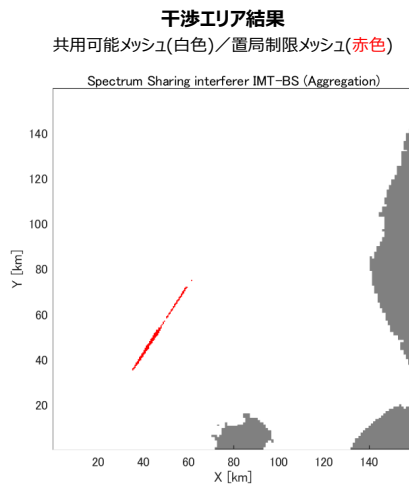 干渉エリア結果
共用可能メッシュ(白色)／置局制限メッシュ(赤色)
Spectrum Sharing interferer IMT-BS (Aggregation)
140
120
100
80
60
40
20
Y [km]
20 40 60 80 100 120 140
X [km]